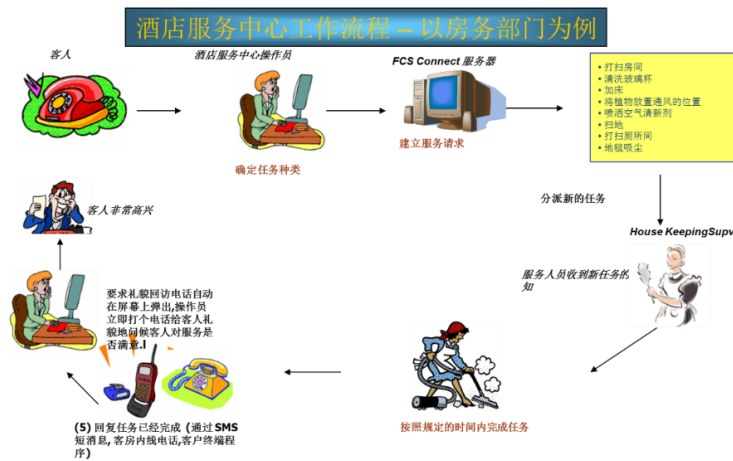 酒店服务中心工作流程 – 以房务部门为例
客人
酒店服务中心操作员
FCS Connect 服务器
确定任务种类
建立服务请求
• 打扫房间
• 清洗玻璃杯
• 加床
• 将植物放置通风的位置
• 喷洒空气清新剂
• 扫地
• 打扫厕所间
• 地毯吸尘
分派新的任务
House KeepingSupv
服务人员收到新任务的
知
按照规定的时间内完成任务
(5) 回复任务已经完成 (通过 SMS
短消息, 客房内线电话, 客户终端程
序)
要求礼貌回访电话自动
在屏幕上弹出,操作员
立即打个电话给客人礼
貌地问候客人对服务是
否满意.I
客人非常高兴